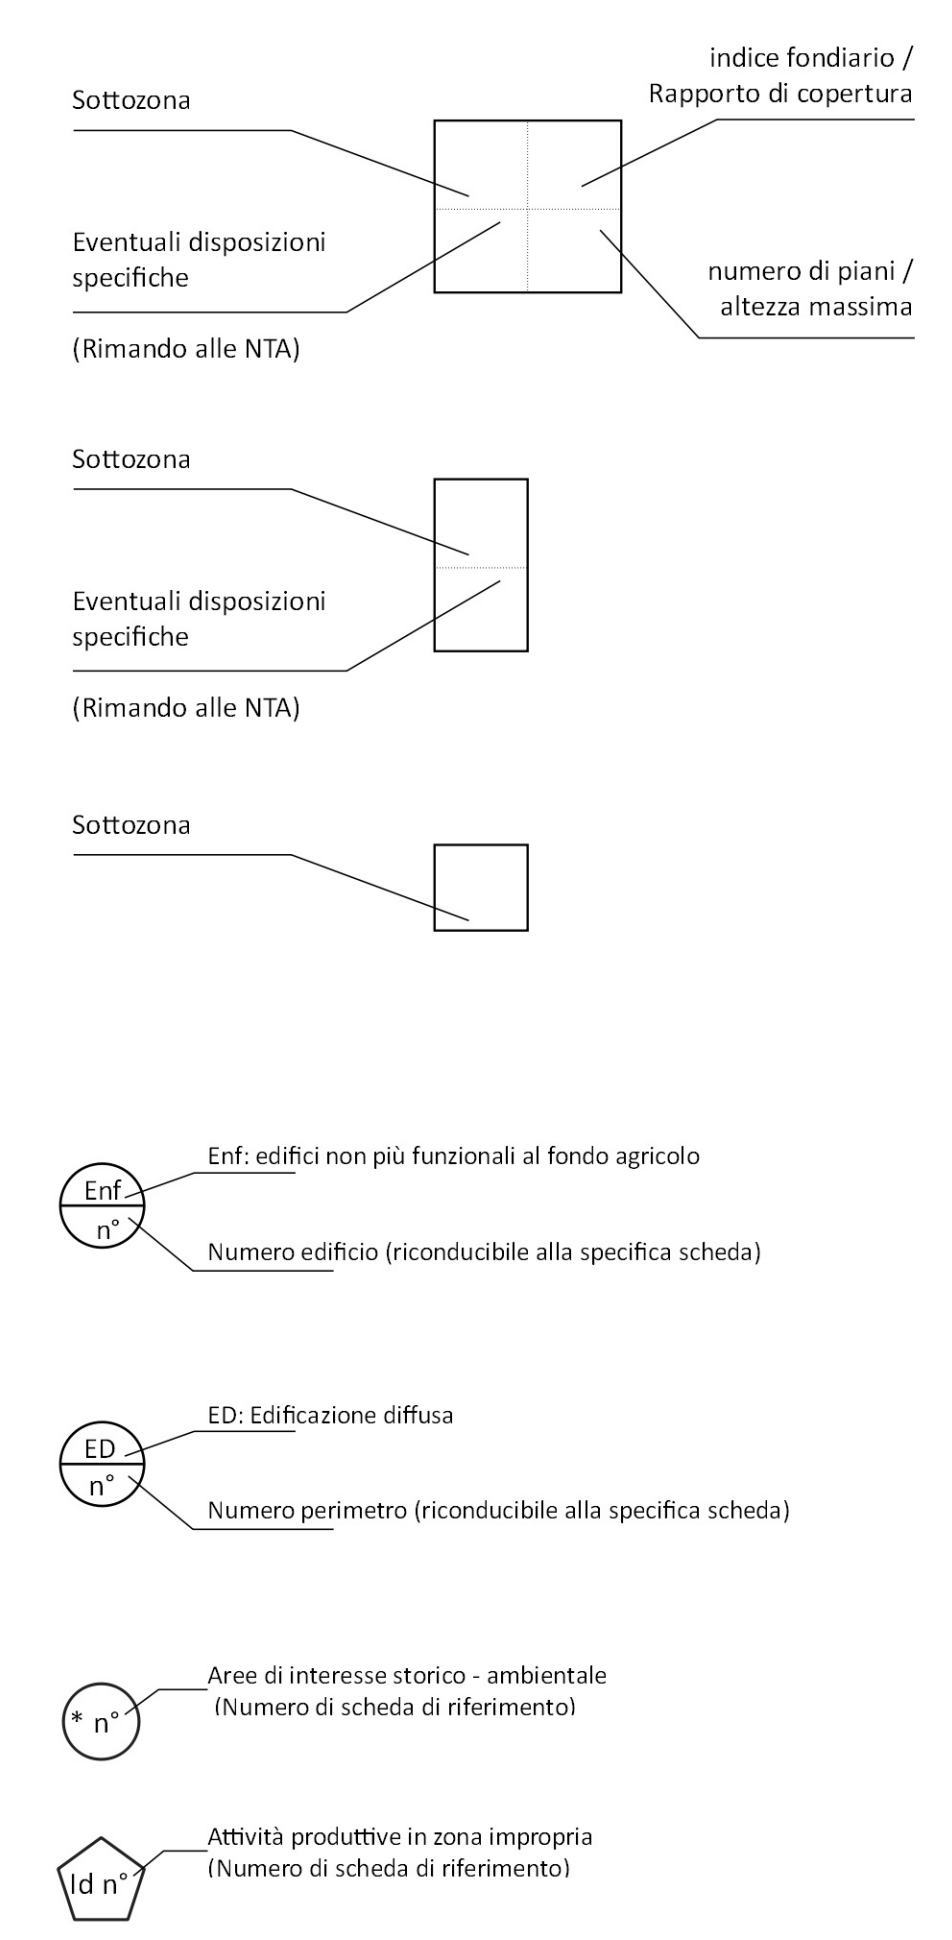 Sottozona
indice fondiario /
Rapporto di copertura
Eventuali disposizioni
specifiche
(Rimando alle NTA)
numero di piani /
altezza massima
Sottozona
Eventuali disposizioni
specifiche
(Rimando alle NTA)
Sottozona
Enf: edifici non più funzionali al fondo agricolo
Enf
n°
Numero edificio (riconducibile alla specifica scheda)
ED: Edificazione diffusa
ED
n°
Numero perimetro (riconducibile alla specifica scheda)
Aree di interesse storico - ambientale
(Numero di scheda di riferimento)
* n°
Attività produttive in zona impropria
(Numero di scheda di riferimento)
Id n°